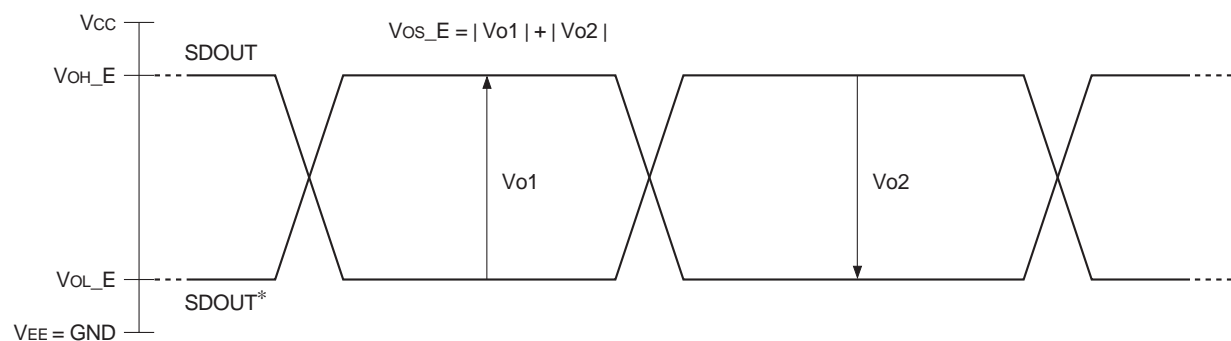 Vcc
Vos_E = | Vo1 | + | Vo2 |
SDOUT
VOH_E
Vo1
Vo2
VOL_E
SDOUT*
VEE = GND